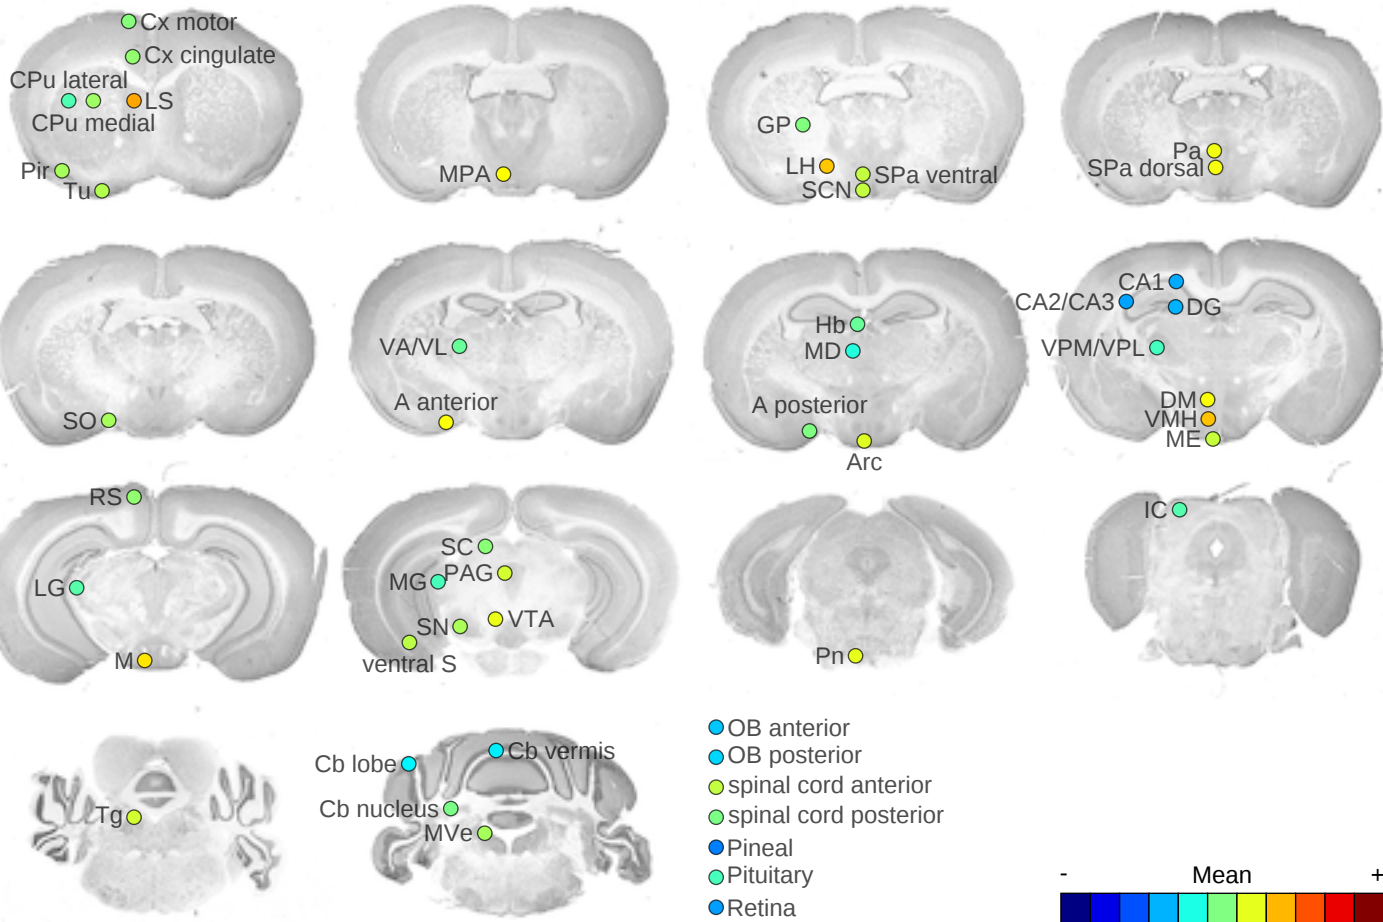 Cx motor
Cx cingulate
CPu lateral
LS
CPu medial
Pir
Tu
MPA
GP
LH
SPa ventral
SCN
Pa
SPa dorsal
SO
VA/VL
A anterior
Hb
MD
A posterior
Arc
CA1
CA2/CA3
DG
VPM/VPL
DM
VMH
ME
RS
LG
M
SC
MG
PAG
SN
VTA
ventral S
Pn
IC
Tg
Cb lobe
Cb vermis
Cb nucleus
MVe
OB anterior
OB posterior
spinal cord anterior
spinal cord posterior
Pineal
Pituitary
Retina
- Mean +